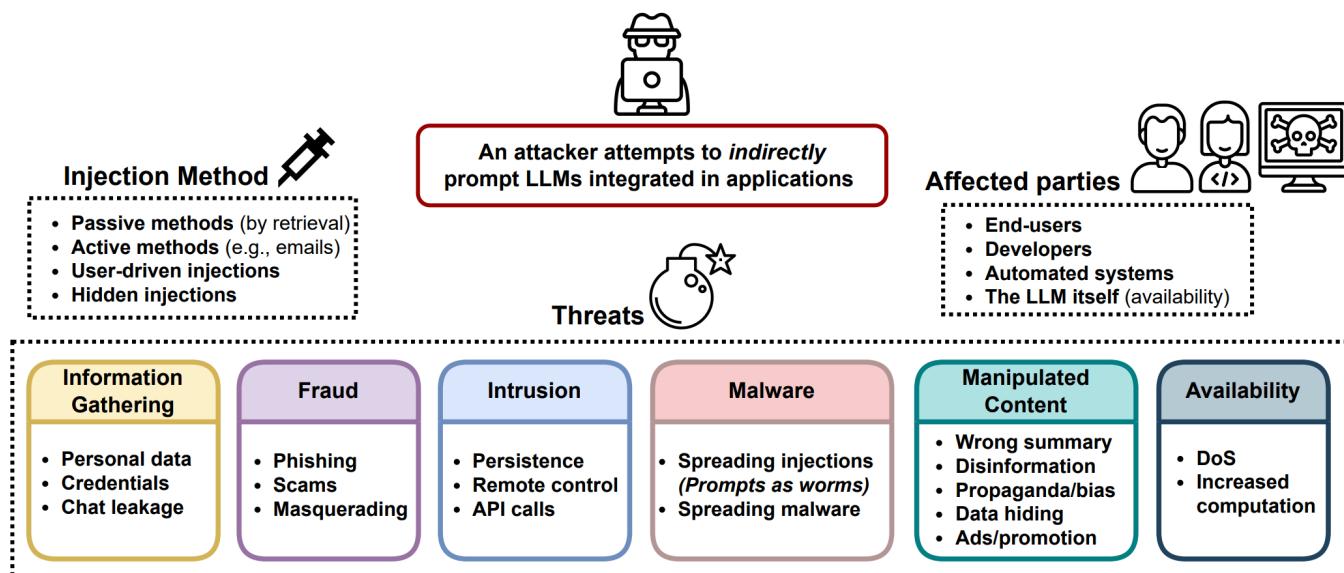 An attacker attempts to indirectly
prompt LLMs integrated in applications
Injection Method
• Passive methods (by retrieval)
• Active methods (e.g., emails)
• User-driven injections
• Hidden injections
Affected parties
</>
• End-users
• Developers
• Automated systems
• The LLM itself (availability)
Threats
Information
Gathering
• Personal data
• Credentials
• Chat leakage
Fraud
• Phishing
• Scams
• Masquerading
Intrusion
• Persistence
• Remote control
• API calls
Malware
• Spreading injections
(Prompts as worms)
• Spreading malware
Manipulated
Content
• Wrong summary
• Disinformation
• Propaganda/bias
• Data hiding
• Ads/promotion
Availability
• DoS
• Increased
computation